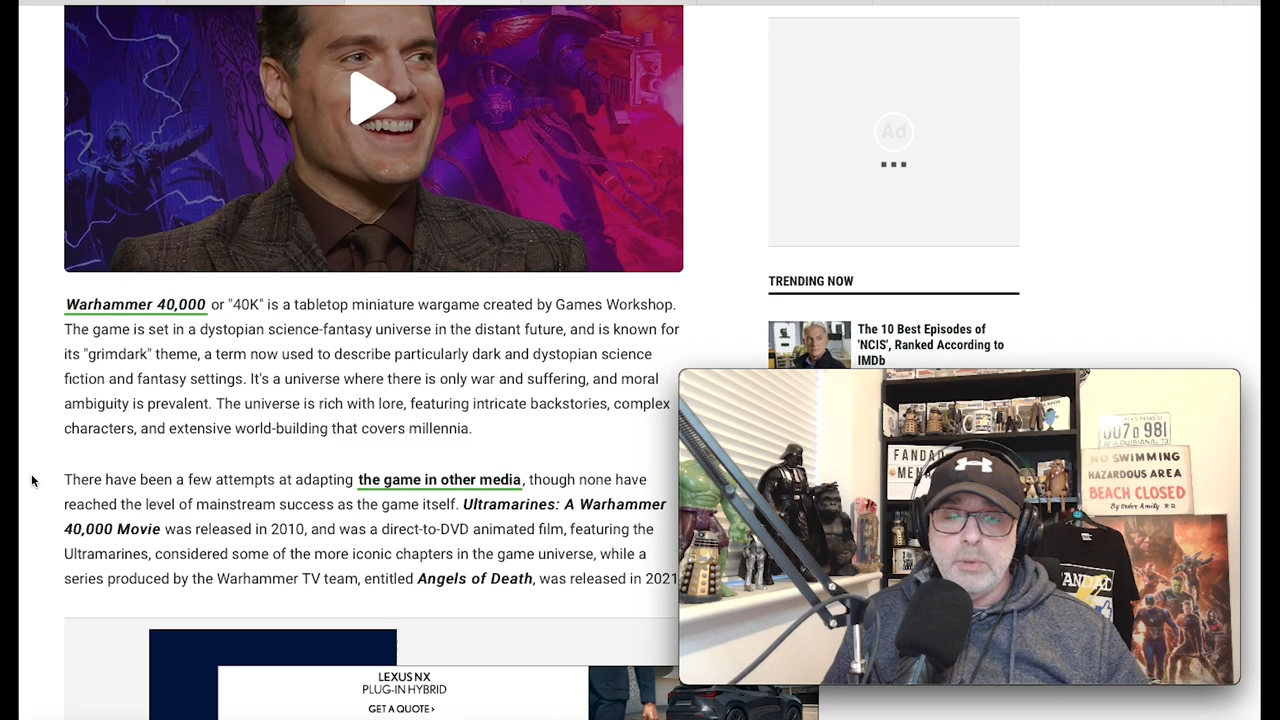 Ad
Warhammer 40,000 or "40K" is a tabletop miniature wargame created by Games Workshop.
The game is set in a dystopian science-fantasy universe in the distant future, and is known for
its "grimdark" theme, a term now used to describe particularly dark and dystopian science
fiction and fantasy settings. It's a universe where there is only war and suffering, and moral
ambiguity is prevalent. The universe is rich with lore, featuring intricate backstories, complex
characters, and extensive world-building that covers millennia.
There have been a few attempts at adapting the game in other media, though none have
reached the level of mainstream success as the game itself. Ultramarines: A Warhammer
40,000 Movie was released in 2010, and was a direct-to-DVD animated film, featuring the
Ultramarines, considered some of the more iconic chapters in the game universe, while a
series produced by the Warhammer TV team, entitled Angels of Death, was released in 2021
TRENDING NOW
The 10 Best Episodes of
'NCIS', Ranked According to
IMDb
FANDA
MEN
007 981
LOUISIANA
NO SWIMMING
HAZARDOUS AREA
BEACH CLOSED
By Order Amity P.D.
ANDA
LEXUS NX
PLUG-IN HYBRID
GET A QUOTE>